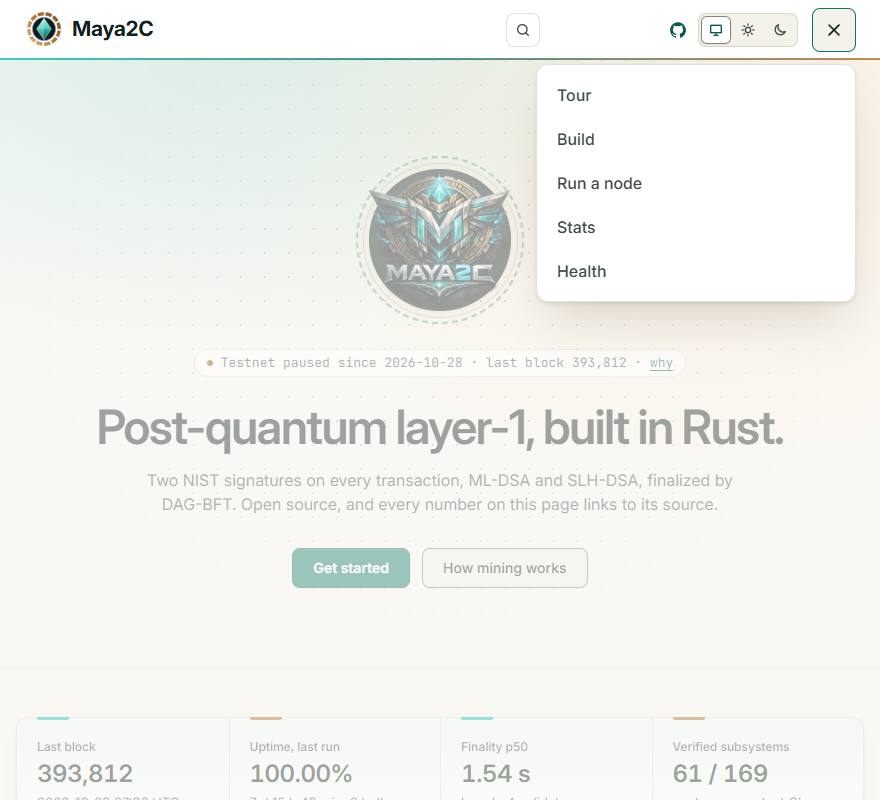 Maya2C
Tour
Build
Run a node
Stats
Health
MAYA2C
Testnet paused since 2026-10-28 · last block 393,812 · why
Post-quantum layer-1, built in Rust.
Two NIST signatures on every transaction, ML-DSA and SLH-DSA, finalized by
DAG-BFT. Open source, and every number on this page links to its source.
Get started
How mining works
Last block
393,812
Uptime, last run
100.00%
Finality p50
1.54 s
Verified subsystems
61 / 169